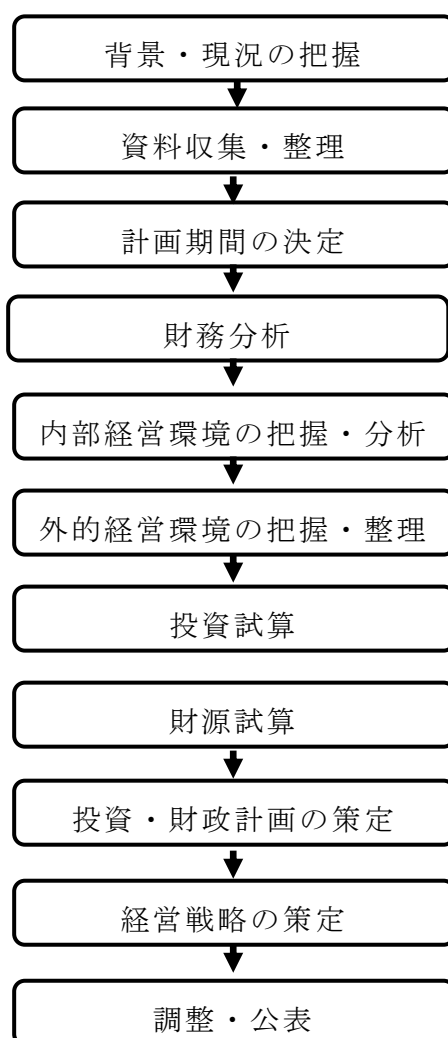 背景・現況の把握
資料収集・整理
計画期間の決定
財務分析
内部経営環境の把握・分析
外的経営環境の把握・整理
投資試算
財源試算
投資・財政計画の策定
経営戦略の策定
調整・公表